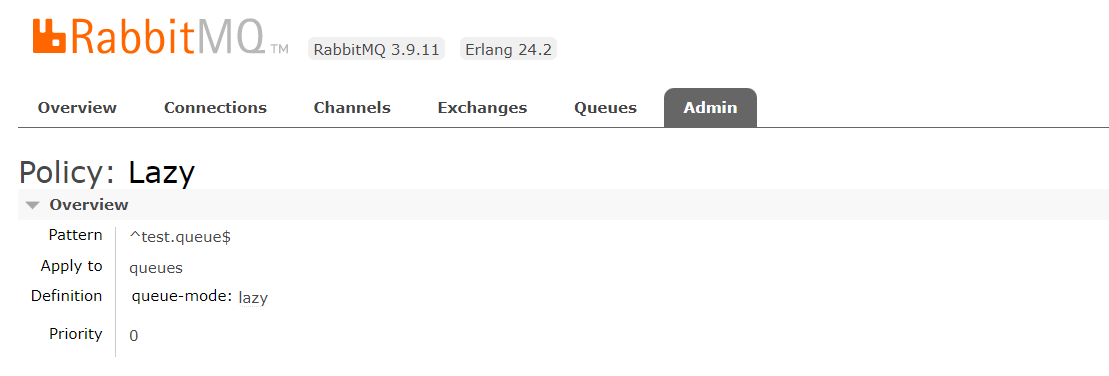 RabbitMQ™ RabbitMQ 3.9.11 Erlang 24.2
Overview Connections Channels Exchanges Queues Admin
Policy: Lazy
Overview
Pattern ^test.queue$
Apply to queues
Definition queue-mode: lazy
Priority 0